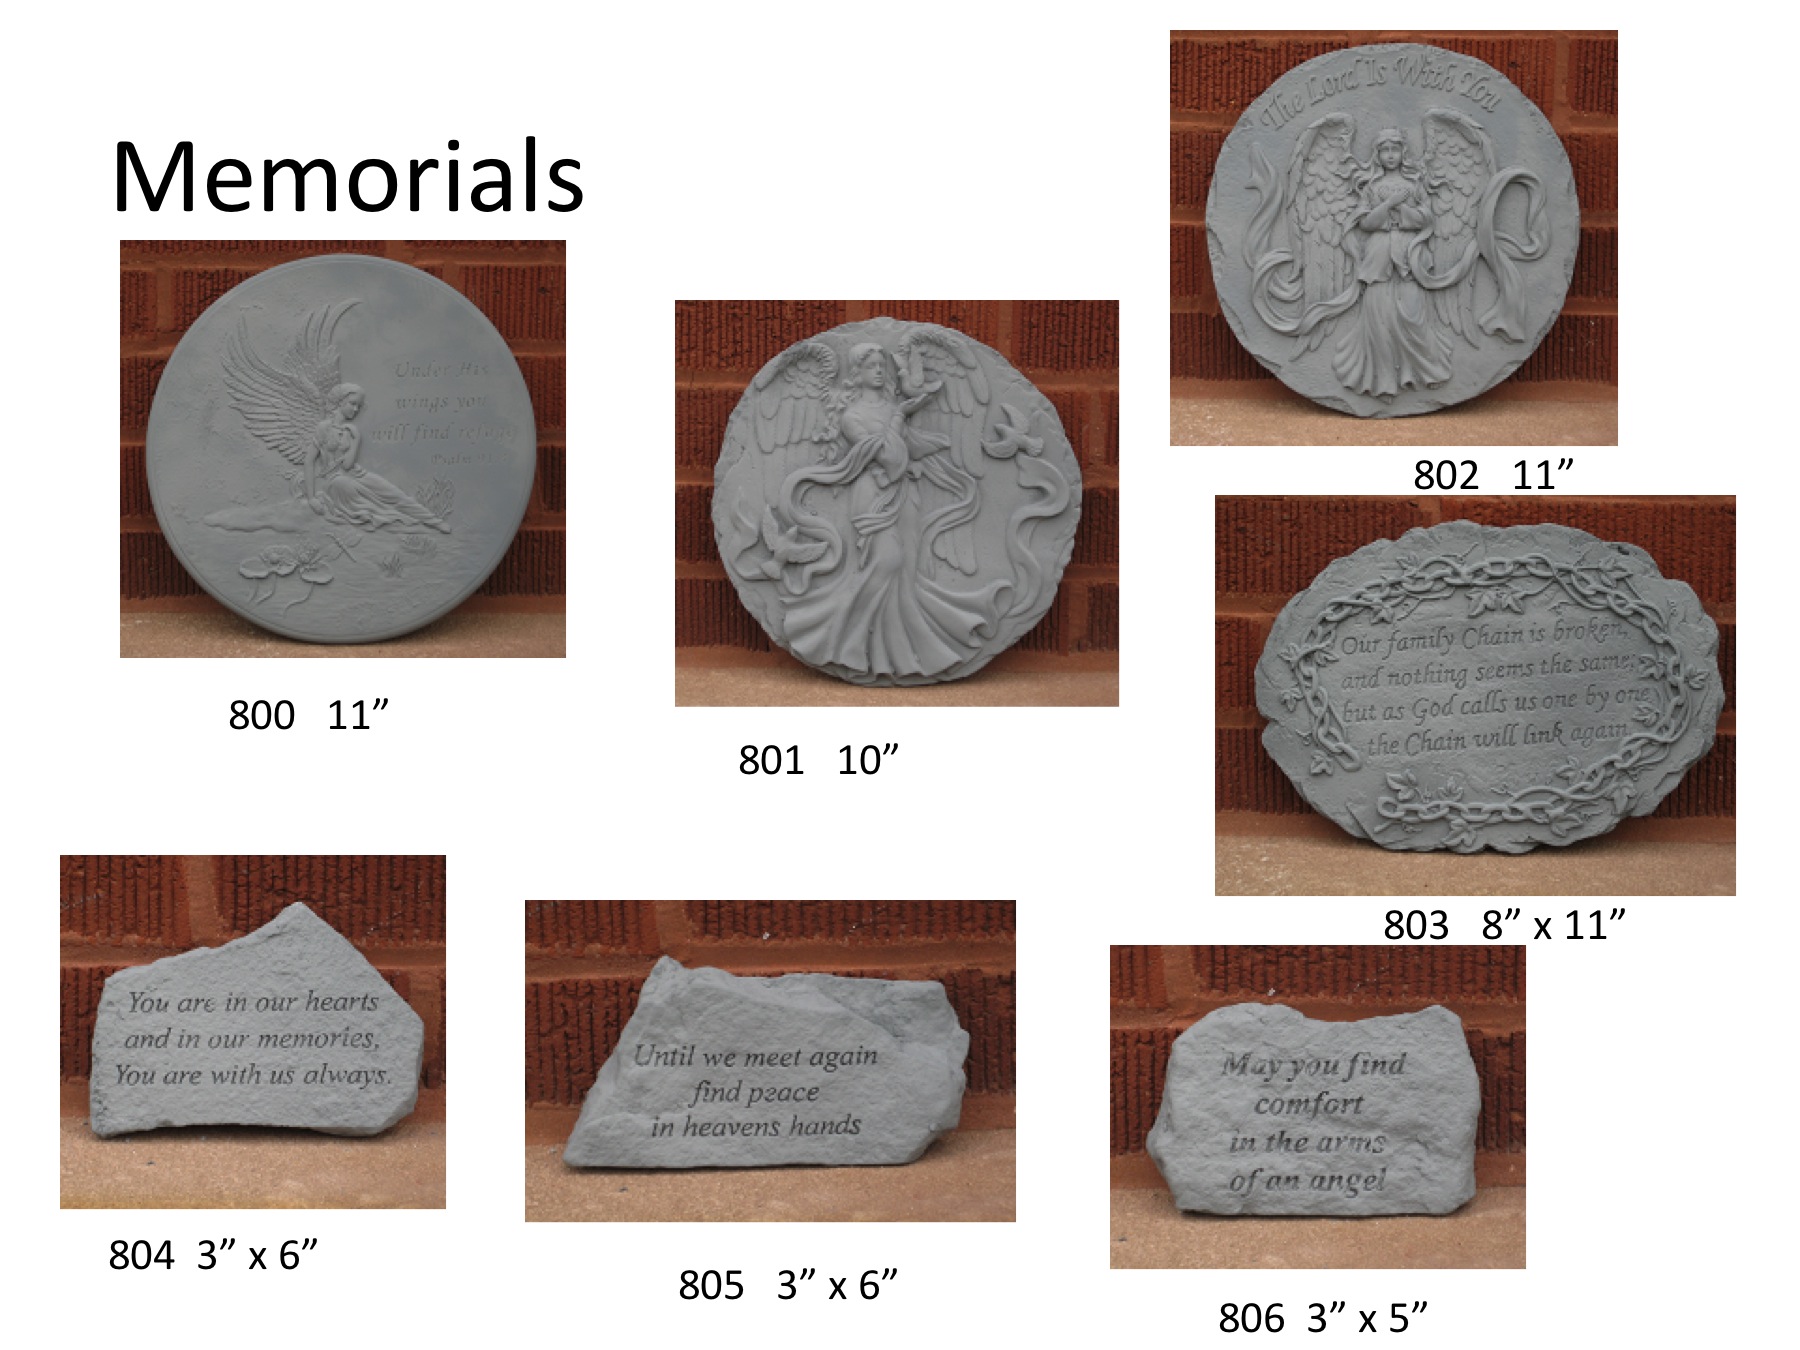 Memorials
The Lord Is With You
802 11”
Under His
wings you
will find refuge
Psalm
800 11”
801 10”
Our family Chain is broken,
and nothing seems the same;
but as God calls us one by one,
the Chain will link again.
803 8” x 11”
You are in our hearts
and in our memories,
You are with us always.
804 3” x 6”
Until we meet again
find peace
in heavens hands
805 3” x 6”
May you find
comfort
in the arms
of an angel
806 3” x 5”